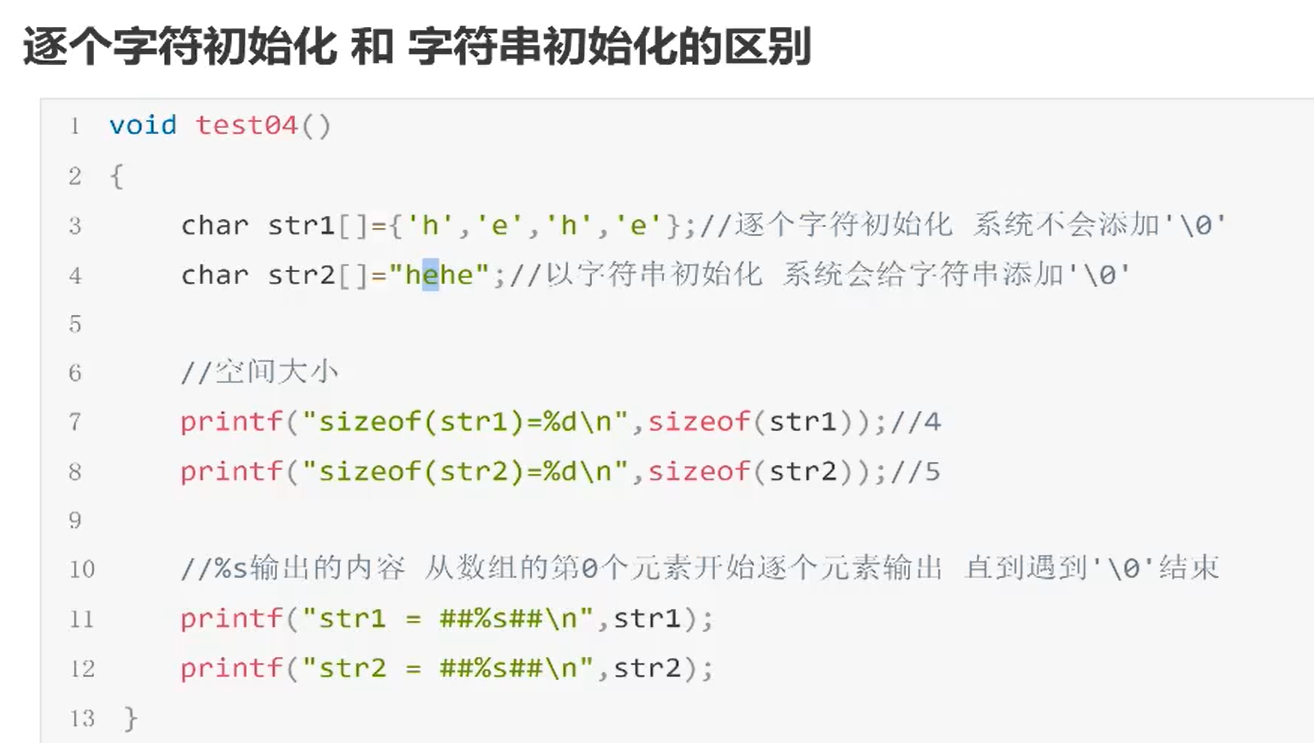 逐个字符初始化 和 字符串初始化的区别
1 void test04()
2 {
3 char str1[]={'h','e','h','e'};//逐个字符初始化 系统不会添加'\0'
4 char str2[]="hehe";//以字符串初始化 系统会给字符串添加'\0'
5
6 //空间大小
7 printf("sizeof(str1)=%d\n",sizeof(str1));//4
8 printf("sizeof(str2)=%d\n",sizeof(str2));//5
9
10 //%s输出的内容 从数组的第0个元素开始逐个元素输出 直到遇到'\0'结束
11 printf("str1 = ##%s##\n",str1);
12 printf("str2 = ##%s##\n",str2);
13 }